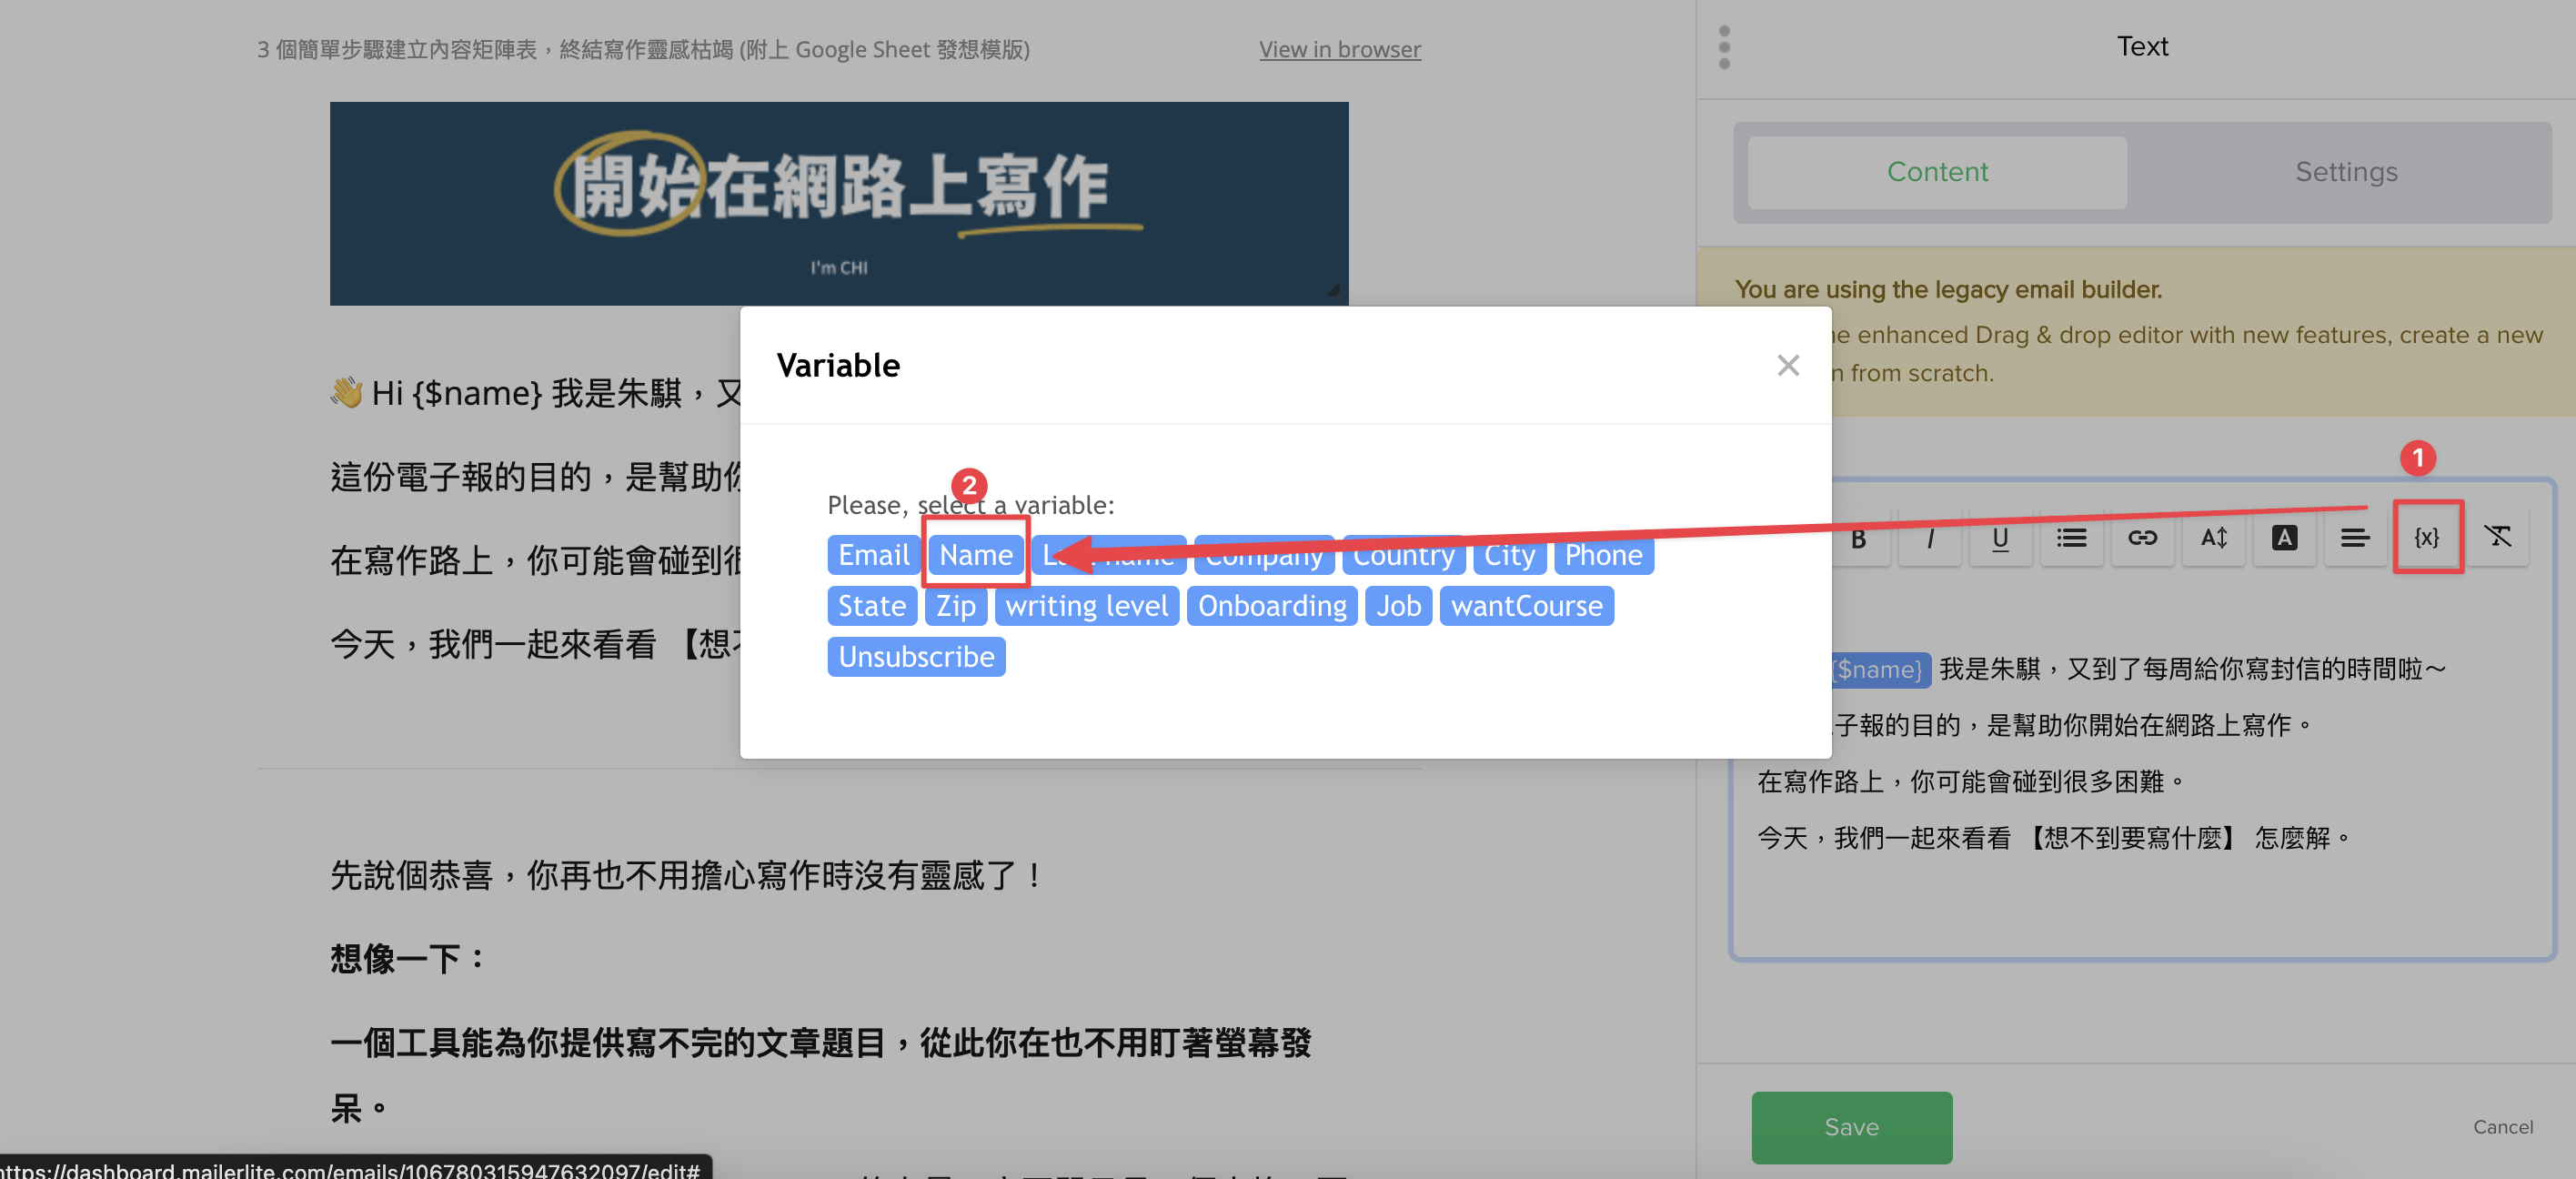 3 個簡單步驟建立內容矩陣表，終結寫作靈感枯竭 (附上 Google Sheet 發想模版)
View in browser
開始在網路上寫作
I'm CHI
👋 Hi {$name} 我是朱騏，又
這份電子報的目的，是幫助你
在寫作路上，你可能會碰到很
今天，我們一起來看看 【想不
先說個恭喜，你再也不用擔心寫作時沒有靈感了！
想像一下：
一個工具能為你提供寫不完的文章題目，從此你在也不用盯著螢幕發
呆。
https://dashboard.mailerlite.com/emails/106780315947632097/edit#
Variable
×
2
Please, select a variable:
Email Name Last name Company Country City Phone
State Zip writing level Onboarding Job wantCourse
Unsubscribe
Text
Content Settings
You are using the legacy email builder.
enhanced Drag & drop editor with new features, create a new
from scratch.
1
B I U A {x}
{$name} 我是朱騏，又到了每周給你寫封信的時間啦～
子報的目的，是幫助你開始在網路上寫作。
在寫作路上，你可能會碰到很多困難。
今天，我們一起來看看 【想不到要寫什麼】 怎麼解。
Save
Cancel